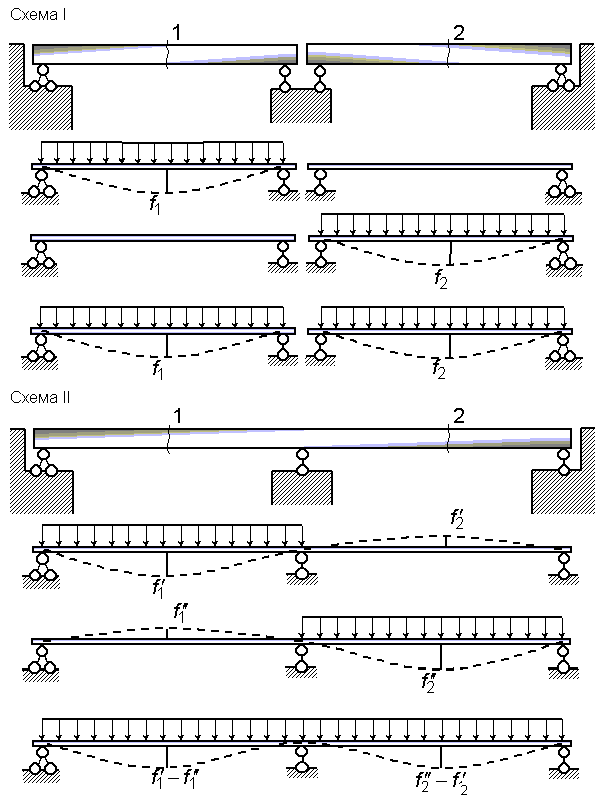 Схема I
1 2
f₁
f₂
f₁ f₂
Схема II
1 2
f′₂
f′₁
f″₁
f″₂
f′₁ – f″₁ f″₂ – f′₂